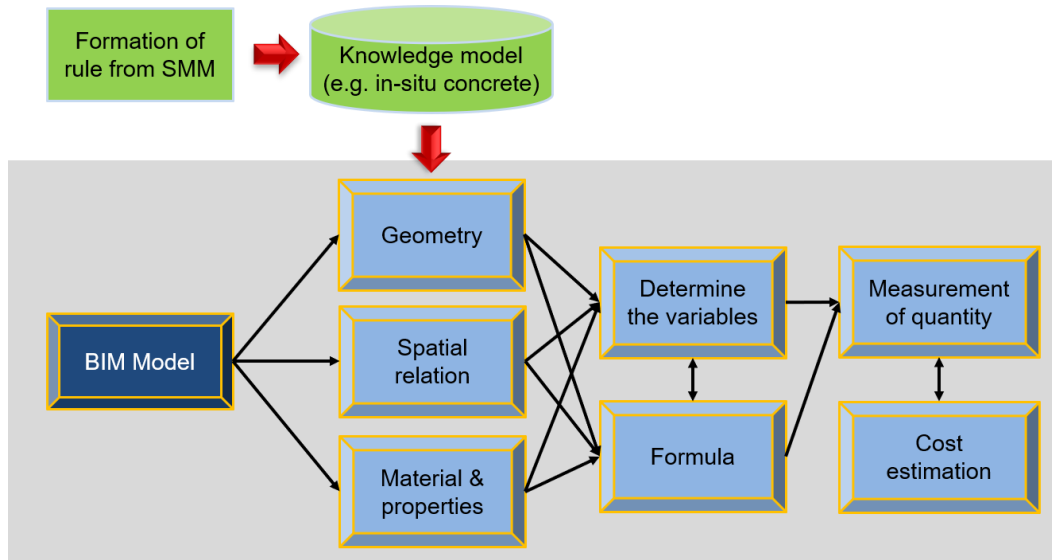 Formation of
rule from SMM
Knowledge model
(e.g. in-situ concrete)
Geometry
BIM Model
Spatial
relation
Material &
properties
Determine
the variables
Formula
Measurement
of quantity
Cost
estimation